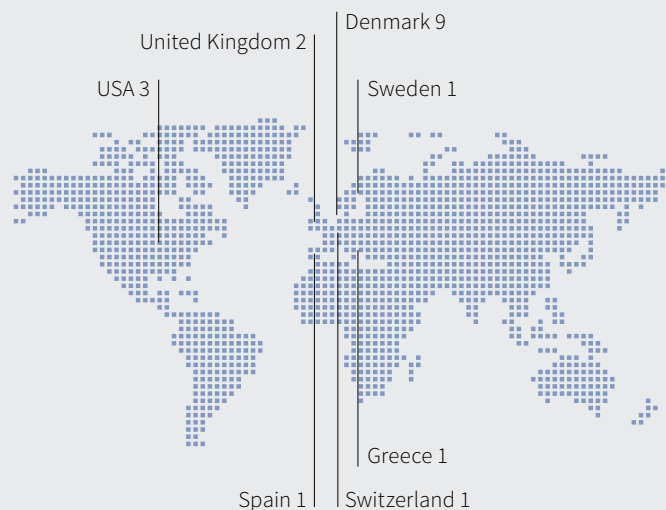 Denmark 9
United Kingdom 2
USA 3
Sweden 1
Greece 1
Spain 1
Switzerland 1